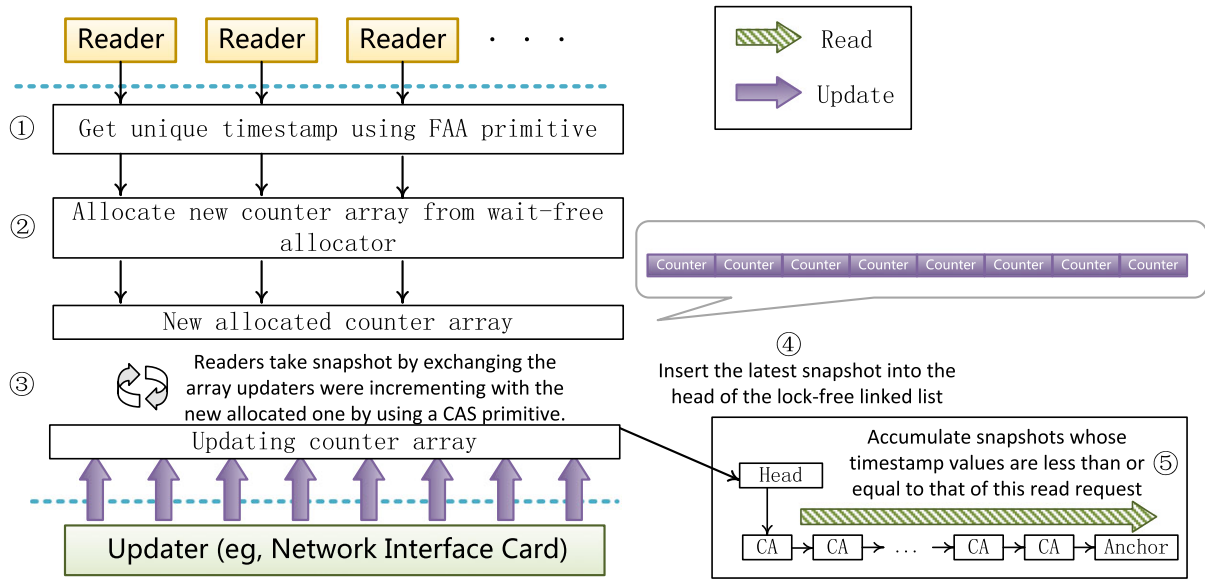 Reader Reader Reader · · ·
Read
Update
① Get unique timestamp using FAA primitive
② Allocate new counter array from wait-free
allocator
Counter Counter Counter Counter Counter Counter Counter Counter
New allocated counter array
③ Readers take snapshot by exchanging the
array updaters were incrementing with the
new allocated one by using a CAS primitive.
Updating counter array
Updater (eg, Network Interface Card)
④
Insert the latest snapshot into the
head of the lock-free linked list
Accumulate snapshots whose
timestamp values are less than or
equal to that of this read request
⑤
Head
CA CA ... CA CA Anchor